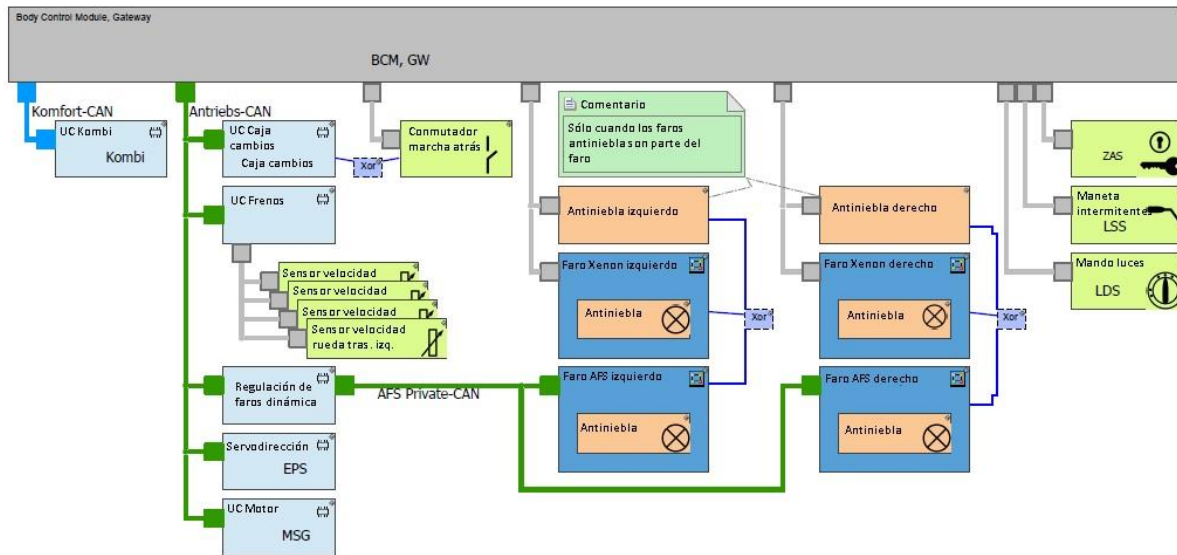 Body Control Module, Gateway
BCM, GW
Komfort-CAN
Antriebs-CAN
UC Kombi
Kombi
UC Caja
cambios
Caja cambios
Xor
Conmutador
marcha atrás
Comentario
Sólo cuando los faros
antinieblas son parte del
faro
ZAS
UC Frenos
Antiniebla izquierdo
Antiniebla derecho
Maneta
intermitentes
LSS
Sensor velocidad
Sensor velocidad
Sensor velocidad
Sensor velocidad
rueda tras. izq.
Faro Xenon izquierdo
Antiniebla
Xor
Faro Xenon derecho
Antiniebla
Xor
Mando luces
LDS
Regulación de
faros dinámica
AFS Private-CAN
Faro AFS izquierdo
Antiniebla
Faro AFS derecho
Antiniebla
Servodirección
EPS
UC Motor
MSG